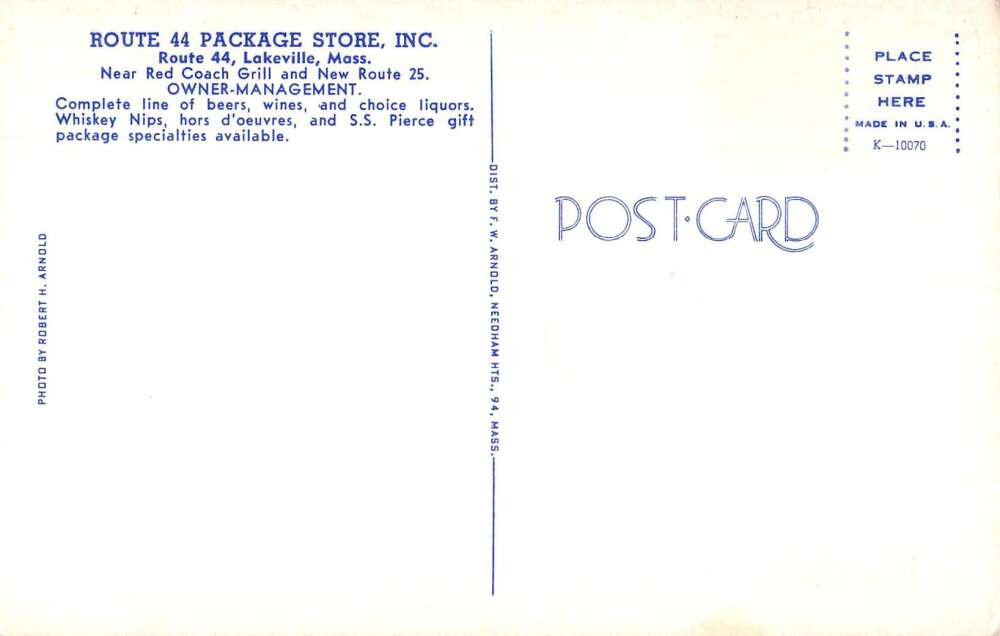 ROUTE 44 PACKAGE STORE, INC.
Route 44, Lakeville, Mass.
Near Red Coach Grill and New Route 25.
OWNER-MANAGEMENT.
Complete line of beers, wines, and choice liquors.
Whiskey Nips, hors d'oeuvres, and S.S. Pierce gift
package specialties available.
PHOTO BY ROBERT H. ARNOLD
DIST. BY F. W. ARNOLD, NEEDHAM HTS., 94, MASS.
PLACE
STAMP
HERE
MADE IN U.S.A.
K—10070
POST·CARD